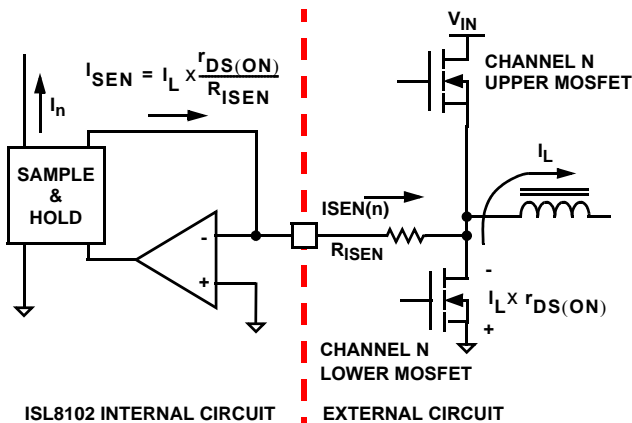 I_SEN = I_L x r_DS(ON) / R_ISEN
I_n
SAMPLE
&
HOLD
-
+
V_IN
CHANNEL N
UPPER MOSFET
I_L
ISEN(n)
R_ISEN
-
I_L x r_DS(ON)
+
CHANNEL N
LOWER MOSFET
ISL8102 INTERNAL CIRCUIT
EXTERNAL CIRCUIT